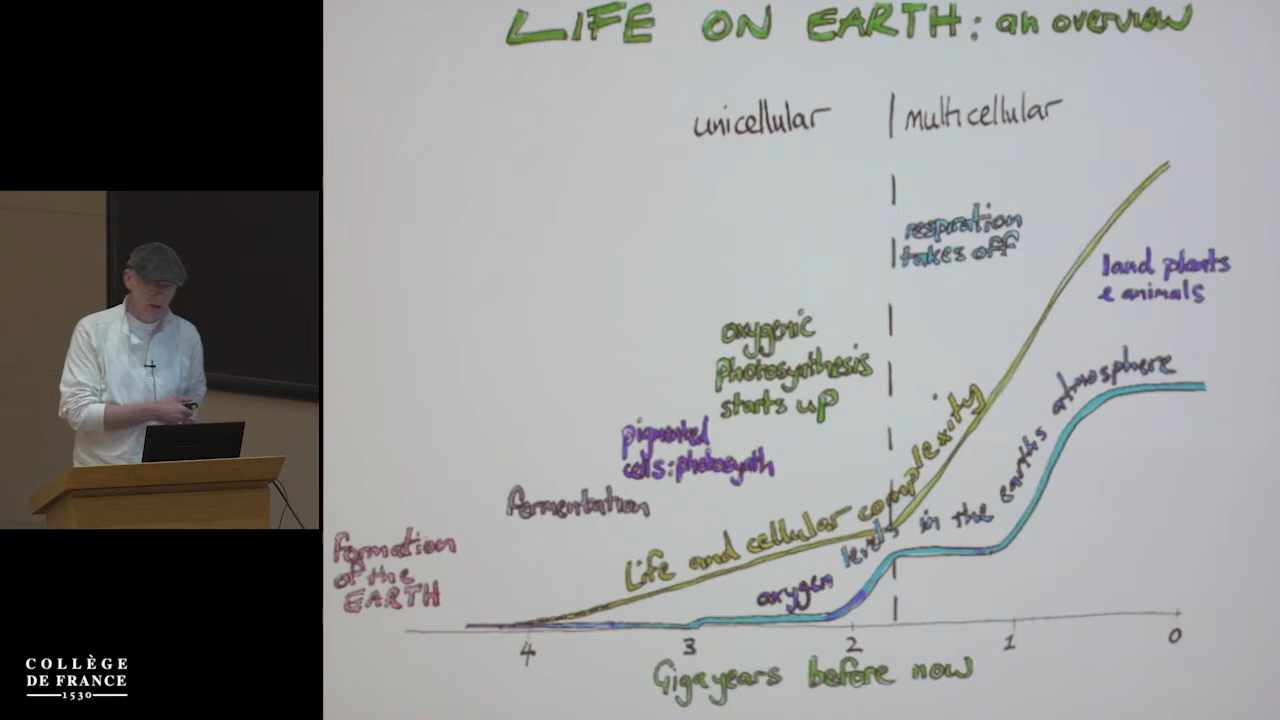 LIFE ON EARTH: an overview
unicellular | multicellular
respiration
takes off
land plants
& animals
oxygenic
photosynthesis
starts up
pigmented
cells: photosynth
fermentation
Life and cellular complexity
oxygen levels in the earth's atmosphere
Formation
of the
EARTH
4 3 2 1 0
Gigayears before now
COLLÈGE
DE FRANCE
1530